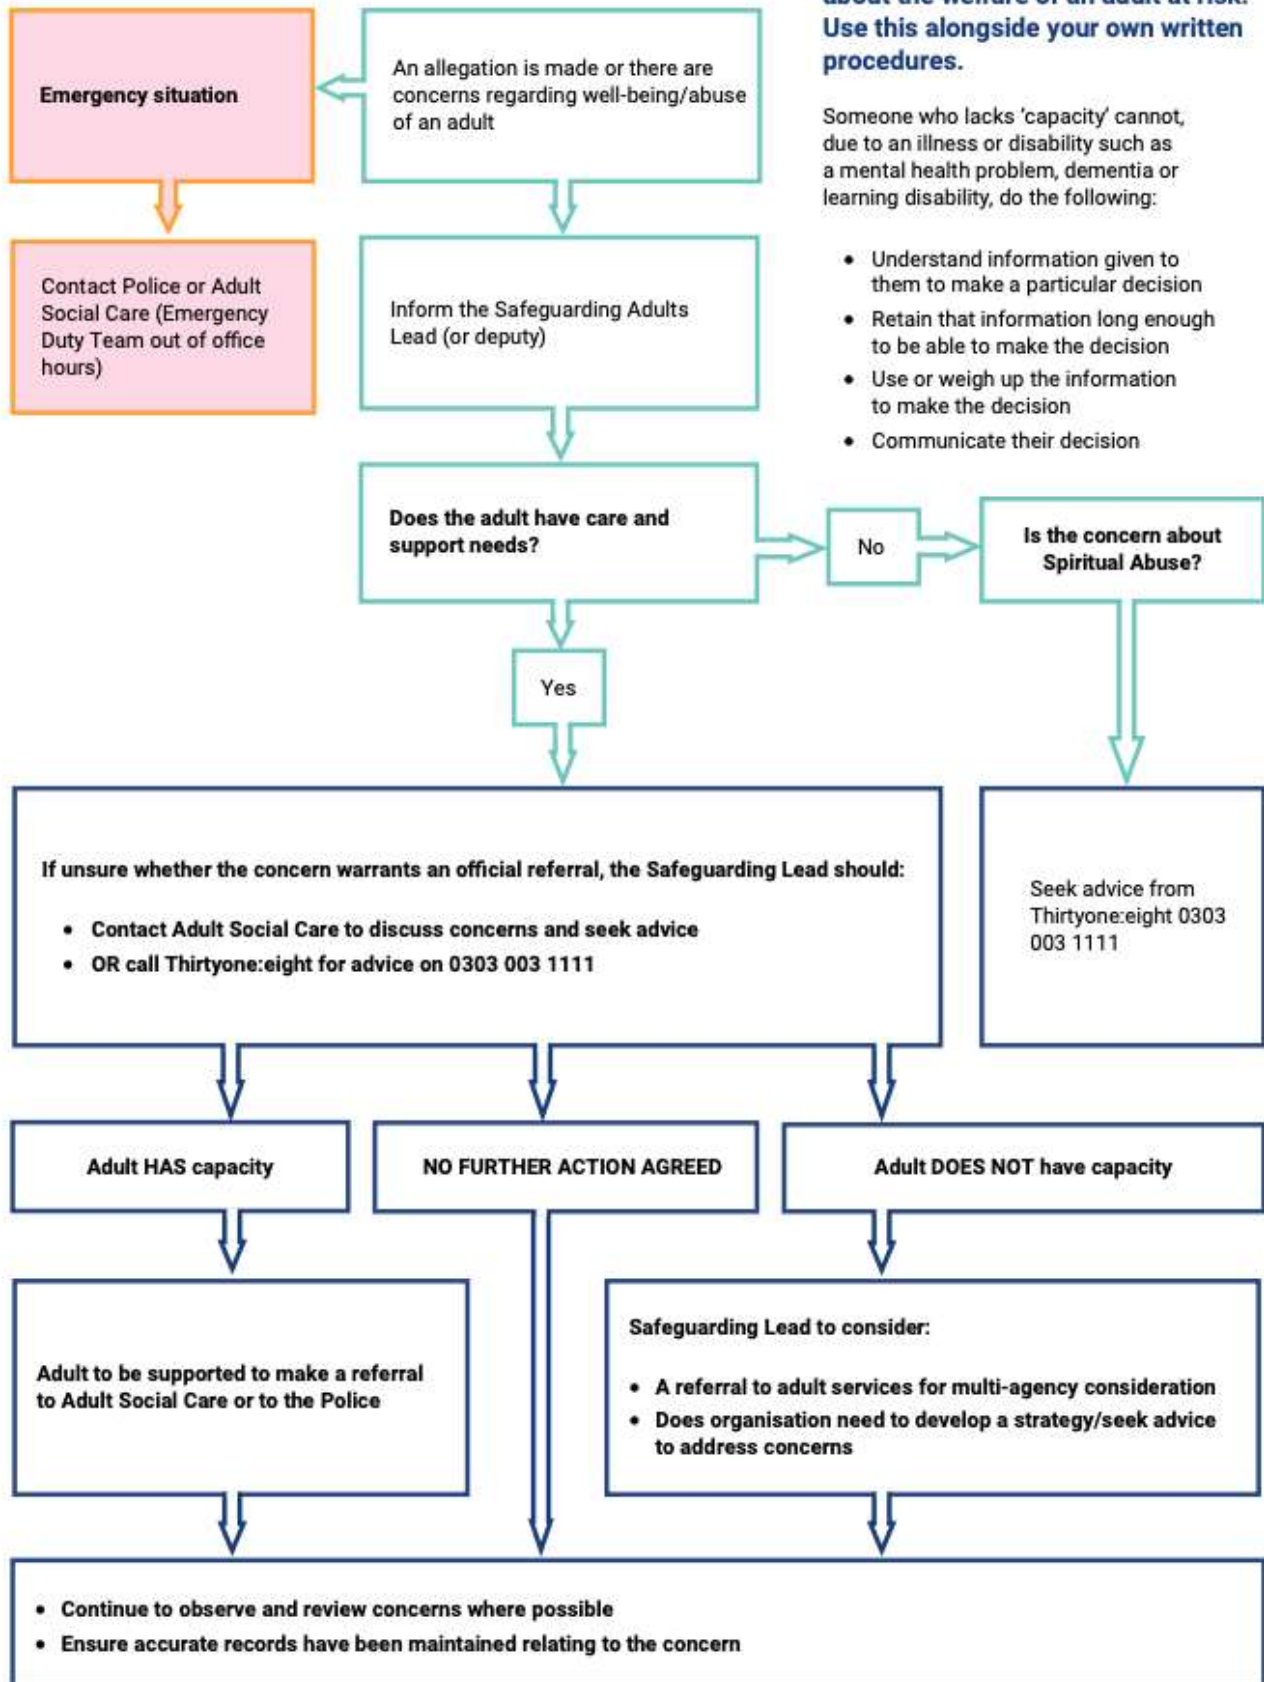 about the welfare of an adult at risk.
Use this alongside your own written
procedures.
Emergency situation
An allegation is made or there are
concerns regarding well-being/abuse
of an adult
Someone who lacks ‘capacity’ cannot,
due to an illness or disability such as
a mental health problem, dementia or
learning disability, do the following:
• Understand information given to
them to make a particular decision
• Retain that information long enough
to be able to make the decision
• Use or weigh up the information
to make the decision
• Communicate their decision
Contact Police or Adult
Social Care (Emergency
Duty Team out of office
hours)
Inform the Safeguarding Adults
Lead (or deputy)
Does the adult have care and
support needs?
No
Is the concern about
Spiritual Abuse?
Yes
If unsure whether the concern warrants an official referral, the Safeguarding Lead should:
• Contact Adult Social Care to discuss concerns and seek advice
• OR call Thirtyone:eight for advice on 0303 003 1111
Seek advice from
Thirtyone:eight 0303
003 1111
Adult HAS capacity
NO FURTHER ACTION AGREED
Adult DOES NOT have capacity
Adult to be supported to make a referral
to Adult Social Care or to the Police
Safeguarding Lead to consider:
• A referral to adult services for multi-agency consideration
• Does organisation need to develop a strategy/seek advice
to address concerns
• Continue to observe and review concerns where possible
• Ensure accurate records have been maintained relating to the concern